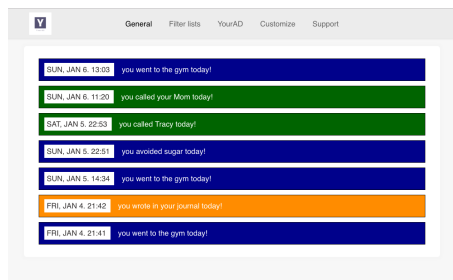 Y
General Filter lists YourAD Customize Support
SUN, JAN 6. 13:03 you went to the gym today!
SUN, JAN 6. 11:20 you called your Mom today!
SAT, JAN 5. 22:53 you called Tracy today!
SUN, JAN 5. 22:51 you avoided sugar today!
SUN, JAN 5. 14:34 you went to the gym today!
FRI, JAN 4. 21:42 you wrote in your journal today!
FRI, JAN 4. 21:41 you went to the gym today!